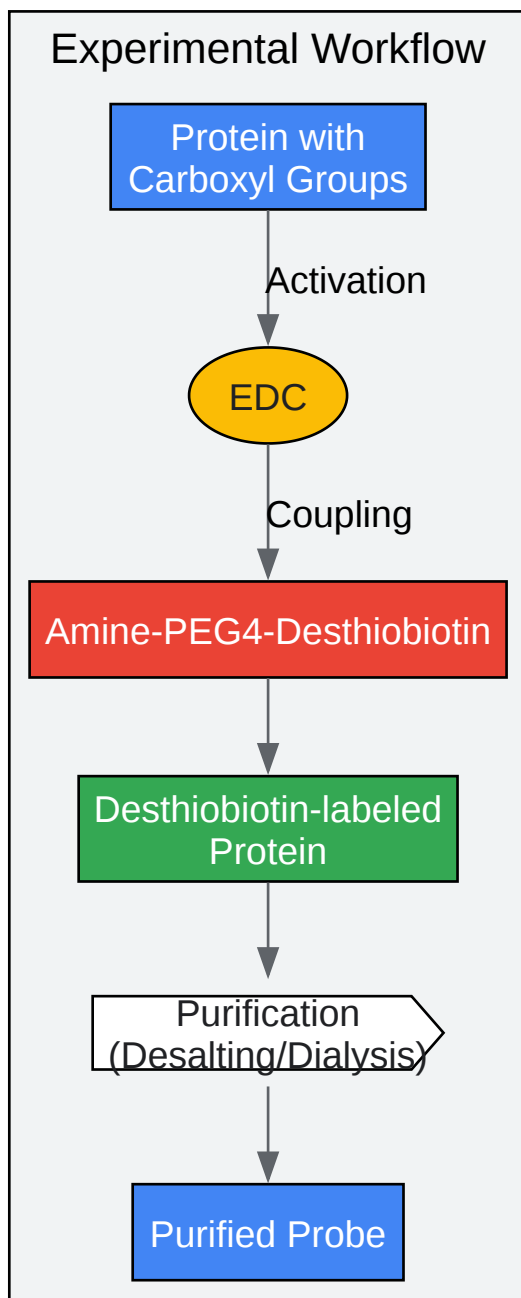 Experimental Workflow
Protein with
Carboxyl Groups
Activation
EDC
Coupling
Amine-PEG4-Desthiobiotin
Desthiobiotin-labeled
Protein
Purification
(Desalting/Dialysis)
Purified Probe